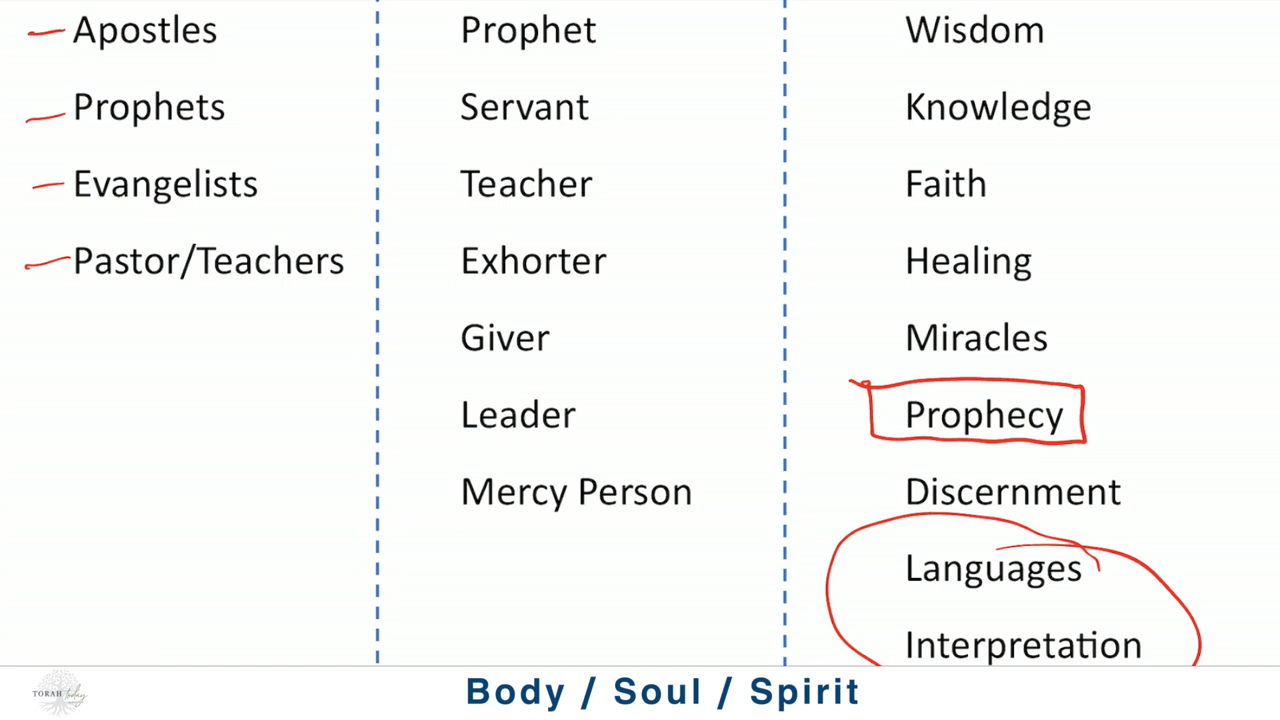 Apostles
Prophets
Evangelists
Pastor/Teachers
Prophet
Servant
Teacher
Exhorter
Giver
Leader
Mercy Person
Wisdom
Knowledge
Faith
Healing
Miracles
Prophecy
Discernment
Languages
Interpretation
TORAH today
Body / Soul / Spirit